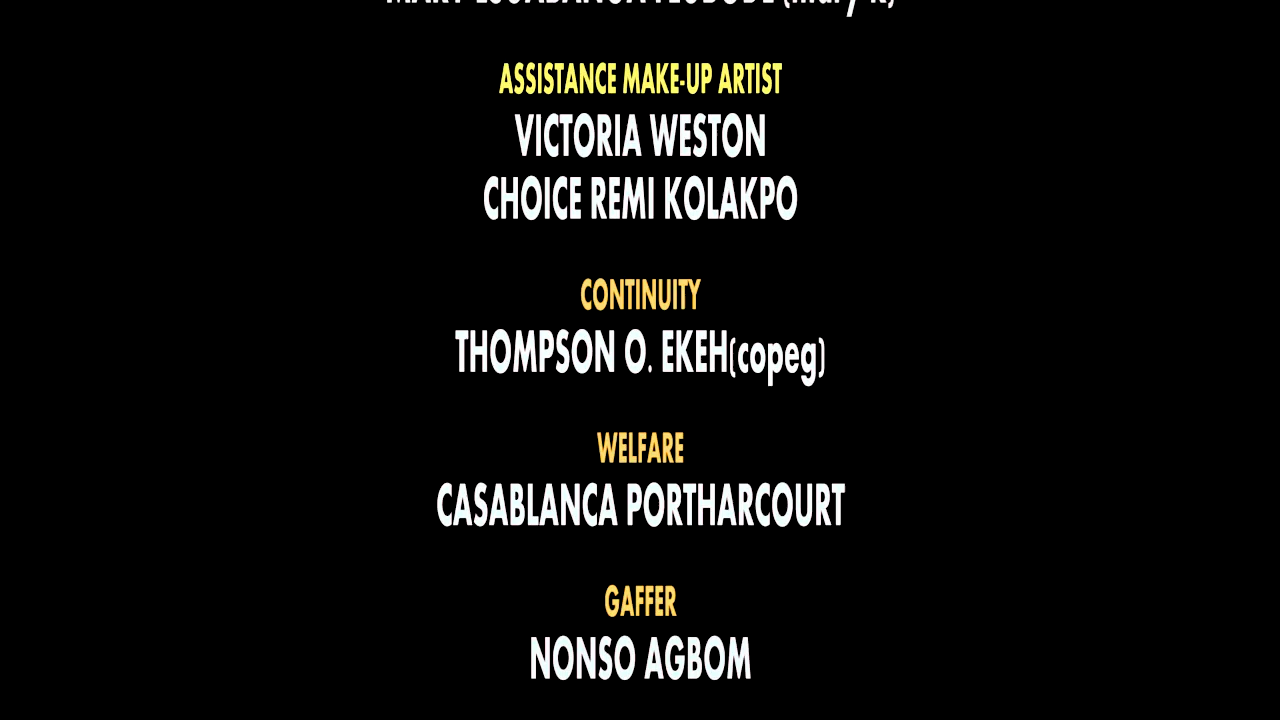 ASSISTANCE MAKE-UP ARTIST
VICTORIA WESTON
CHOICE REMI KOLAKPO
CONTINUITY
THOMPSON O. EKEH(copeg)
WELFARE
CASABLANCA PORTHARCOURT
GAFFER
NONSO AGBOM